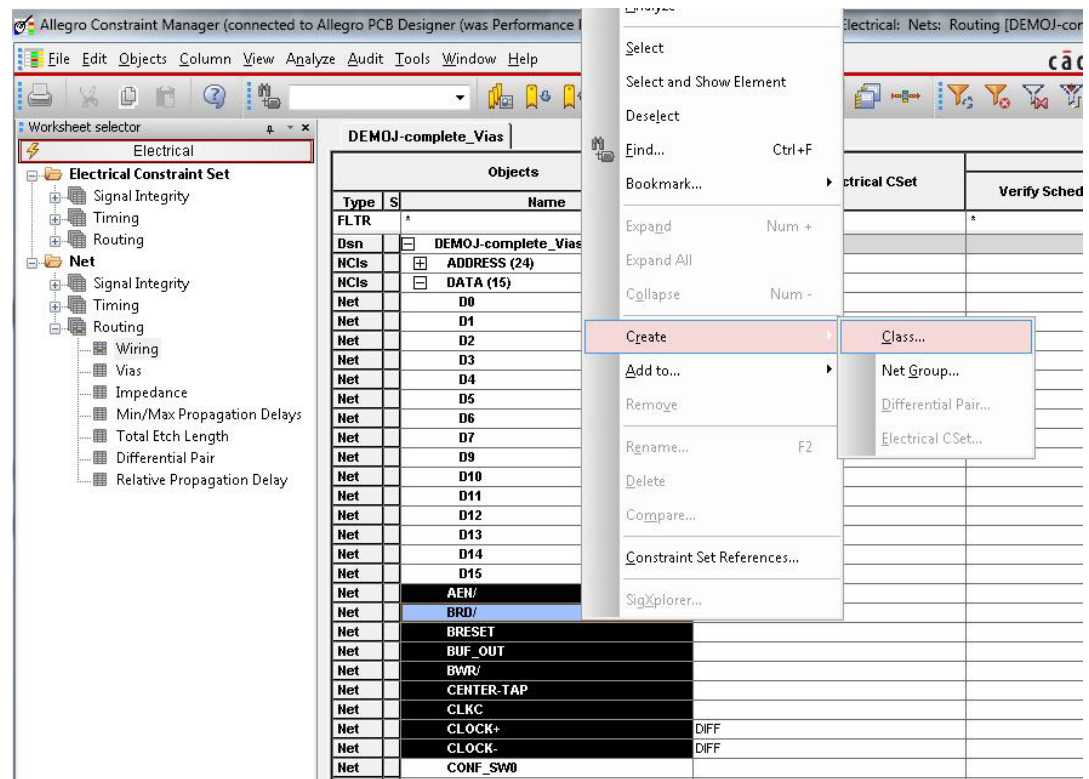 Allegro Constraint Manager (connected to Allegro PCB Designer (was Performance
Electrical: Nets: Routing [DEMOJ-con
File Edit Objects Column View Analyze Audit Tools Window Help
Worksheet selector
Electrical
Electrical Constraint Set
Signal Integrity
Timing
Routing
Net
Signal Integrity
Timing
Routing
Wiring
Vias
Impedance
Min/Max Propagation Delays
Total Etch Length
Differential Pair
Relative Propagation Delay
DEMOJ-complete_Vias
Objects
Verify Sched
Type S Name
FLTR * *
Dsn DEMOJ-complete_Vias
NCls ADDRESS (24)
NCls DATA (15)
Net D0
Net D1
Net D2
Net D3
Net D4
Net D5
Net D6
Net D7
Net D9
Net D10
Net D11
Net D12
Net D13
Net D14
Net D15
Net AEN/
Net BRD/
Net BRESET
Net BUF_OUT
Net BWR/
Net CENTER-TAP
Net CLKC
Net CLOCK+ DIFF
Net CLOCK- DIFF
Net CONF_SW0
Analyze
Select
Select and Show Element
Deselect
Find... Ctrl+F
Bookmark...
Expand Num +
Expand All
Collapse Num -
Create
Add to...
Remove
Rename... F2
Delete
Compare...
Constraint Set References...
SigXplorer...
Class...
Net Group...
Differential Pair...
Electrical CSet...